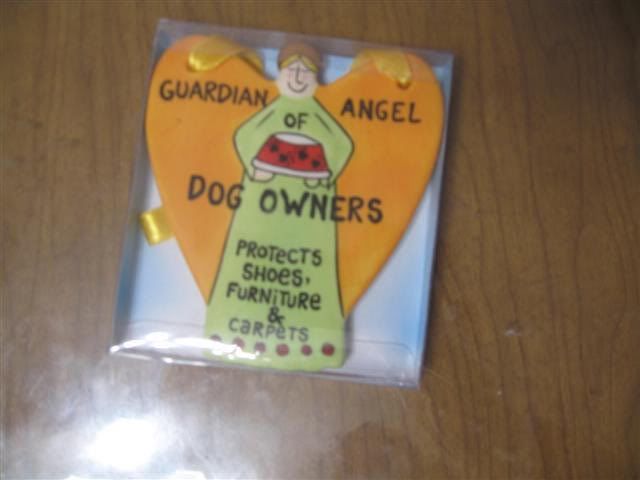 GUARDIAN ANGEL
OF
DOG OWNERS
PROTECTS
SHOES,
FURNITURE
&
CARPETS